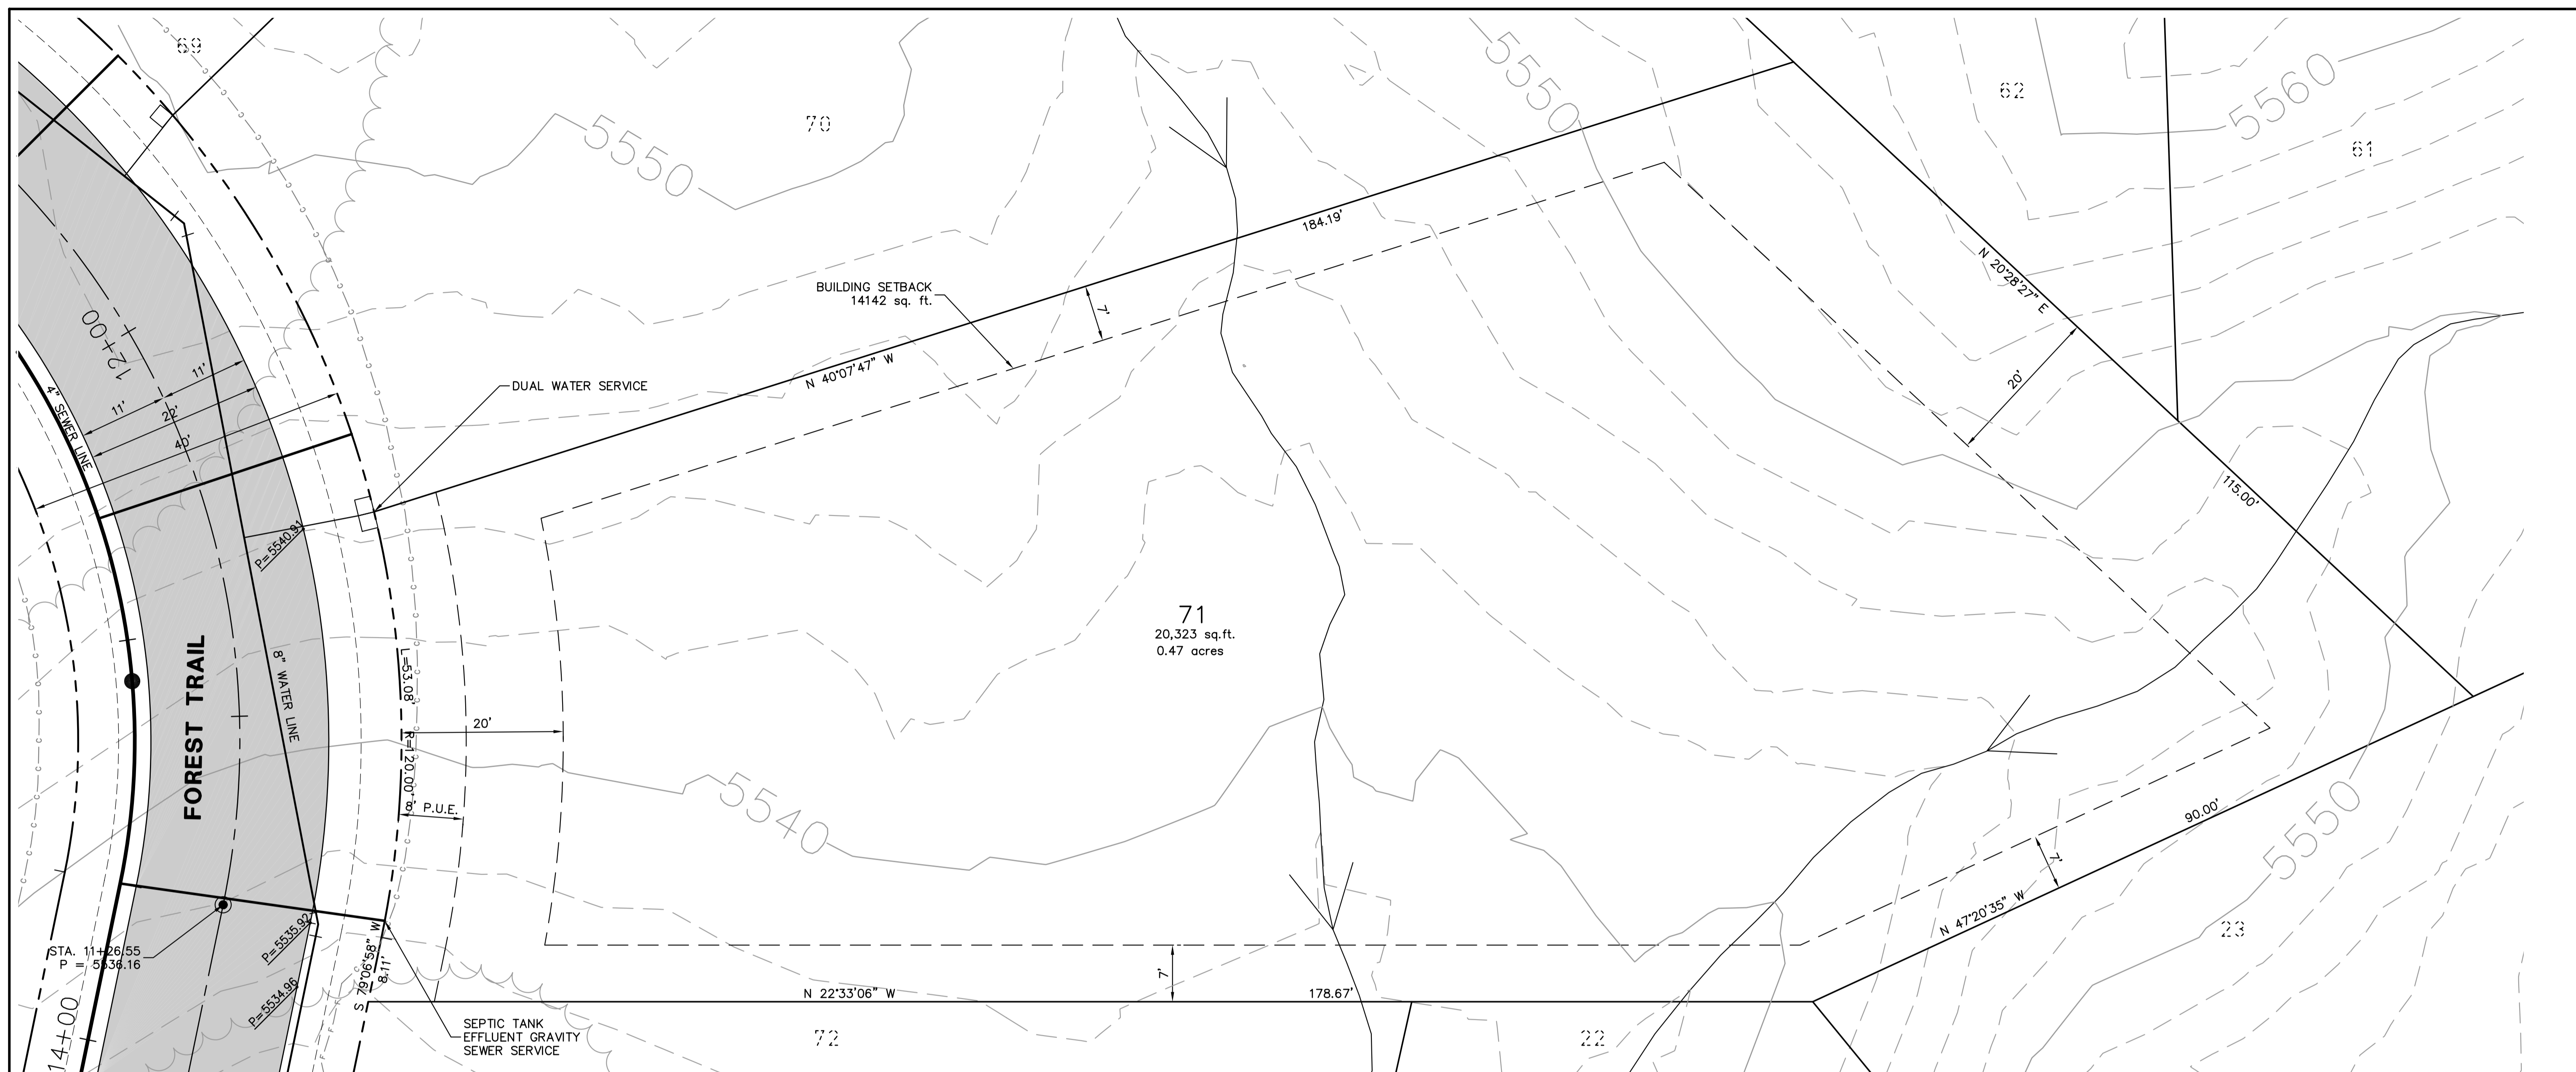 69
70
5550
5550
62
5560
61
184.19'
N 20°28'27" E
BUILDING SETBACK
14142 sq. ft.
7'
12+00
11'
11'
22'
40'
4" SEWER LINE
DUAL WATER SERVICE
N 40°07'47" W
20'
115.00'
P=5540.91
71
20,323 sq.ft.
0.47 acres
FOREST TRAIL
8" WATER LINE
L=53.08'
R=120.00'
20'
8' P.U.E.
5540
90.00'
5550
7'
N 47°20'35" W
23
STA. 11+26.55
P = 5536.16
P=5535.92
P=5534.96
S 79°06'58" W
8.11'
7'
N 22°33'06" W
178.67'
14+00
SEPTIC TANK
EFFLUENT GRAVITY
SEWER SERVICE
72
22